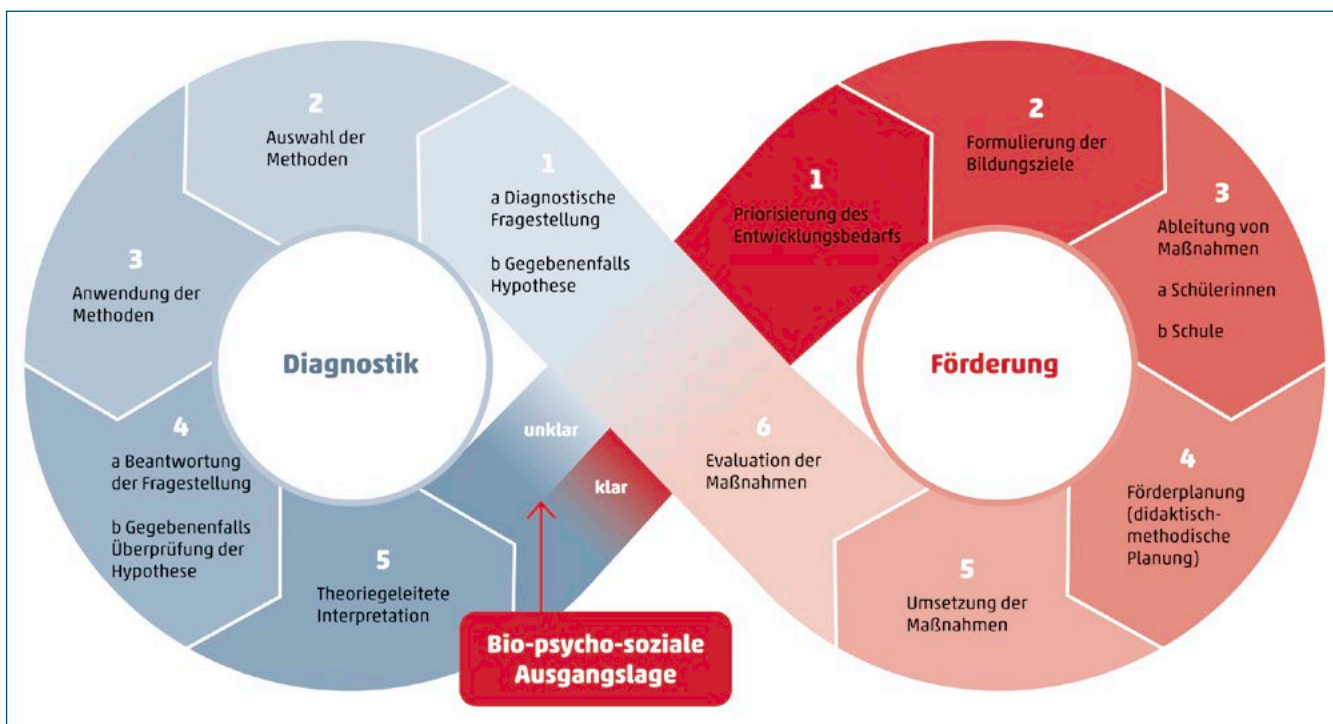 Diagnostik
1
a Diagnostische
Fragestellung
b Gegebenenfalls
Hypothese
2
Auswahl der
Methoden
3
Anwendung der
Methoden
4
a Beantwortung
der Fragestellung
b Gegebenenfalls
Überprüfung der
Hypothese
5
Theoriegeleitete
Interpretation
unklar
klar
Bio-psycho-soziale
Ausgangslage
Förderung
1
Priorisierung des
Entwicklungsbedarfs
2
Formulierung der
Bildungsziele
3
Ableitung von
Maßnahmen
a Schülerinnen
b Schule
4
Förderplanung
(didaktisch-
methodische
Planung)
5
Umsetzung der
Maßnahmen
6
Evaluation der
Maßnahmen